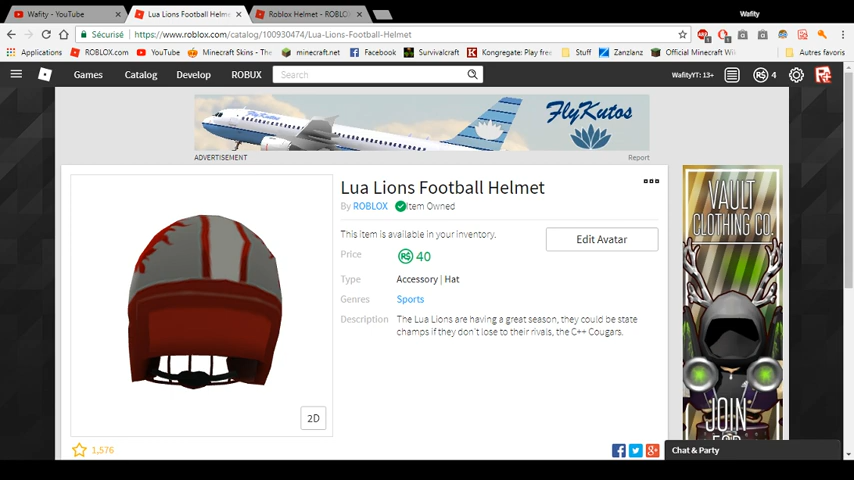 Wafity - YouTube
Lua Lions Football Helme
Roblox Helmet - ROBLO
Wafity
Sécurisé
https://www.roblox.com/catalog/100930474/Lua-Lions-Football-Helmet
Applications
ROBLOX.com
YouTube
Minecraft Skins - The
minecraft.net
Facebook
Survivalcraft
Kongregate: Play free
Stuff
Zanzlanz
Official Minecraft Wi
Autres favoris
Games
Catalog
Develop
ROBUX
Search
WafityYT: 13+
R$ 4
FlyKutos
FlyKutos
ADVERTISEMENT
Report
Lua Lions Football Helmet
By ROBLOX
Item Owned
This item is available in your inventory.
Edit Avatar
Price
R$ 40
Type
Accessory | Hat
Genres
Sports
Description
The Lua Lions are having a great season, they could be state
champs if they don't lose to their rivals, the C++ Cougars.
2D
1,576
VAULT
CLOTHING CO.
JOIN
Chat & Party